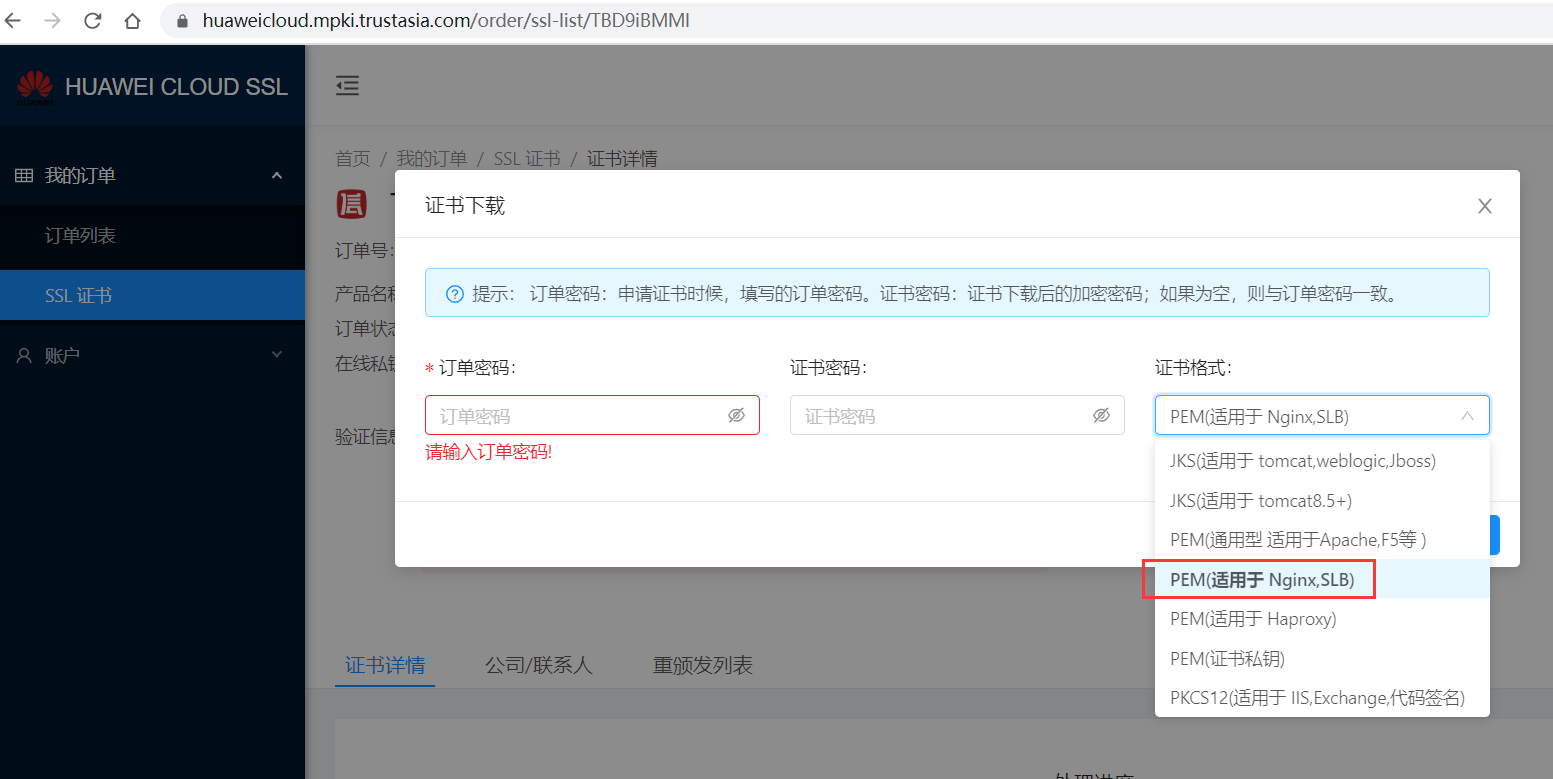 huaweicloud.mpki.trustasia.com/order/ssl-list/TBD9iBMMI
HUAWEI
HUAWEI CLOUD SSL
我的订单
订单列表
SSL 证书
账户
首页 / 我的订单 / SSL 证书 / 证书详情
信
订单号:
产品名称
订单状态
在线私钥
验证信息
证书下载
提示： 订单密码：申请证书时候，填写的订单密码。证书密码：证书下载后的加密密码；如果为空，则与订单密码一致。
* 订单密码:
证书密码:
证书格式:
订单密码
证书密码
PEM(适用于 Nginx,SLB)
请输入订单密码!
JKS(适用于 tomcat,weblogic,Jboss)
JKS(适用于 tomcat8.5+)
PEM(通用型 适用于Apache,F5等 )
PEM(适用于 Nginx,SLB)
PEM(适用于 Haproxy)
PEM(证书私钥)
PKCS12(适用于 IIS,Exchange,代码签名)
证书详情
公司/联系人
重颁发列表
处理进度